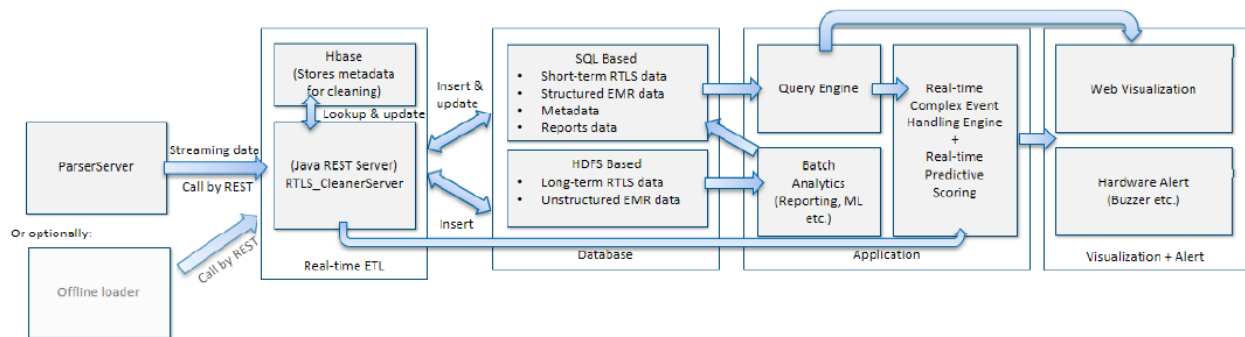 ParserServer
Or optionally:
Offline loader
Streaming data
Call by REST
Call by REST
Hbase
(Stores metadata
for cleaning)
Lookup & update
(Java REST Server)
RTLS_CleanerServer
Real-time ETL
Insert &
update
Insert
SQL Based
• Short-term RTLS data
• Structured EMR data
• Metadata
• Reports data
HDFS Based
• Long-term RTLS data
• Unstructured EMR data
Database
Query Engine
Batch
Analytics
(Reporting, ML
etc.)
Real-time
Complex Event
Handling Engine
+
Real-time
Predictive
Scoring
Application
Web Visualization
Hardware Alert
(Buzzer etc.)
Visualization + Alert